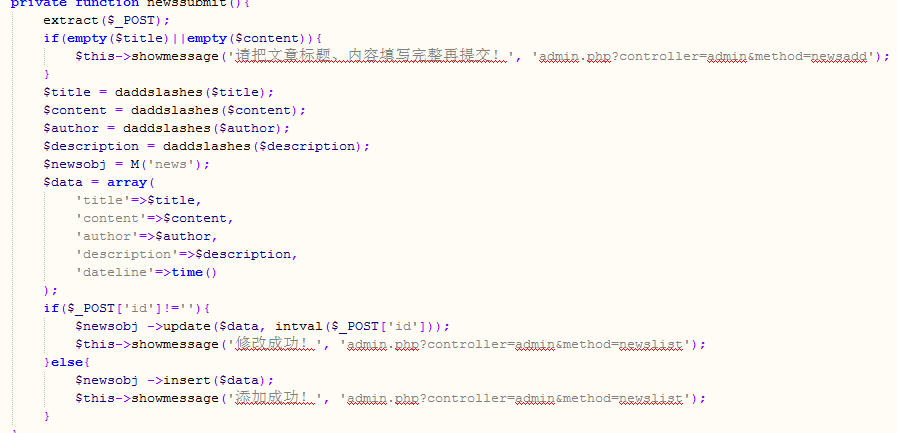 private function newssubmit(){
extract($_POST);
if(empty($title)||empty($content)){
$this->showmessage('请把文章标题、内容填写完整再提交！', 'admin.php?controller=admin&method=newsadd');
}
$title = daddslashes($title);
$content = daddslashes($content);
$author = daddslashes($author);
$description = daddslashes($description);
$newsobj = M('news');
$data = array(
'title'=>$title,
'content'=>$content,
'author'=>$author,
'description'=>$description,
'dateline'=>time()
);
if($_POST['id']!=''){
$newsobj ->update($data, intval($_POST['id']));
$this->showmessage('修改成功！', 'admin.php?controller=admin&method=newslist');
}else{
$newsobj ->insert($data);
$this->showmessage('添加成功！', 'admin.php?controller=admin&method=newslist');
}
}